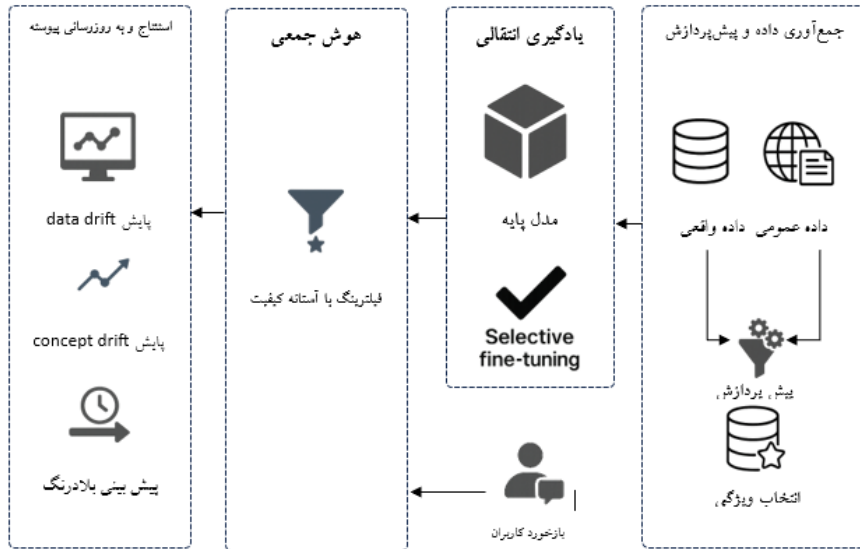 جمع‌آوری داده و پیش‌پردازش
داده عمومی داده واقعی
پیش پردازش
انتخاب ویژگی
یادگیری انتقالی
مدل پایه
Selective
fine-tuning
بازخورد کاربران
هوش جمعی
فیلترینگ با آستانه کیفیت
استنتاج و به روزرسانی پیوسته
پایش data drift
پایش concept drift
پیش بینی بلادرنگ